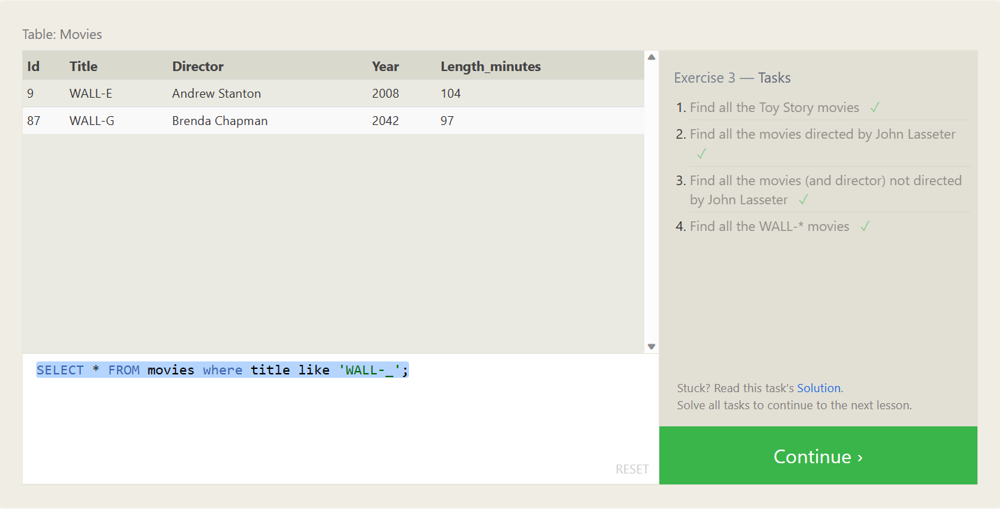 Table: Movies
Id Title Director Year Length_minutes
9 WALL-E Andrew Stanton 2008 104
87 WALL-G Brenda Chapman 2042 97
SELECT * FROM movies where title like 'WALL-_';
RESET
Exercise 3 — Tasks
1. Find all the Toy Story movies ✓
2. Find all the movies directed by John Lasseter
✓
3. Find all the movies (and director) not directed
by John Lasseter ✓
4. Find all the WALL-* movies ✓
Stuck? Read this task's Solution.
Solve all tasks to continue to the next lesson.
Continue ›